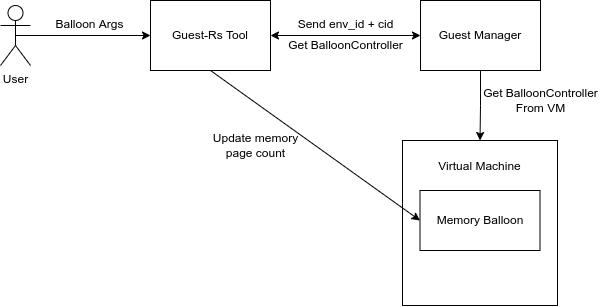 Balloon Args
User
Guest-Rs Tool
Send env_id + cid
Get BalloonController
Guest Manager
Get BalloonController
From VM
Update memory
page count
Virtual Machine
Memory Balloon